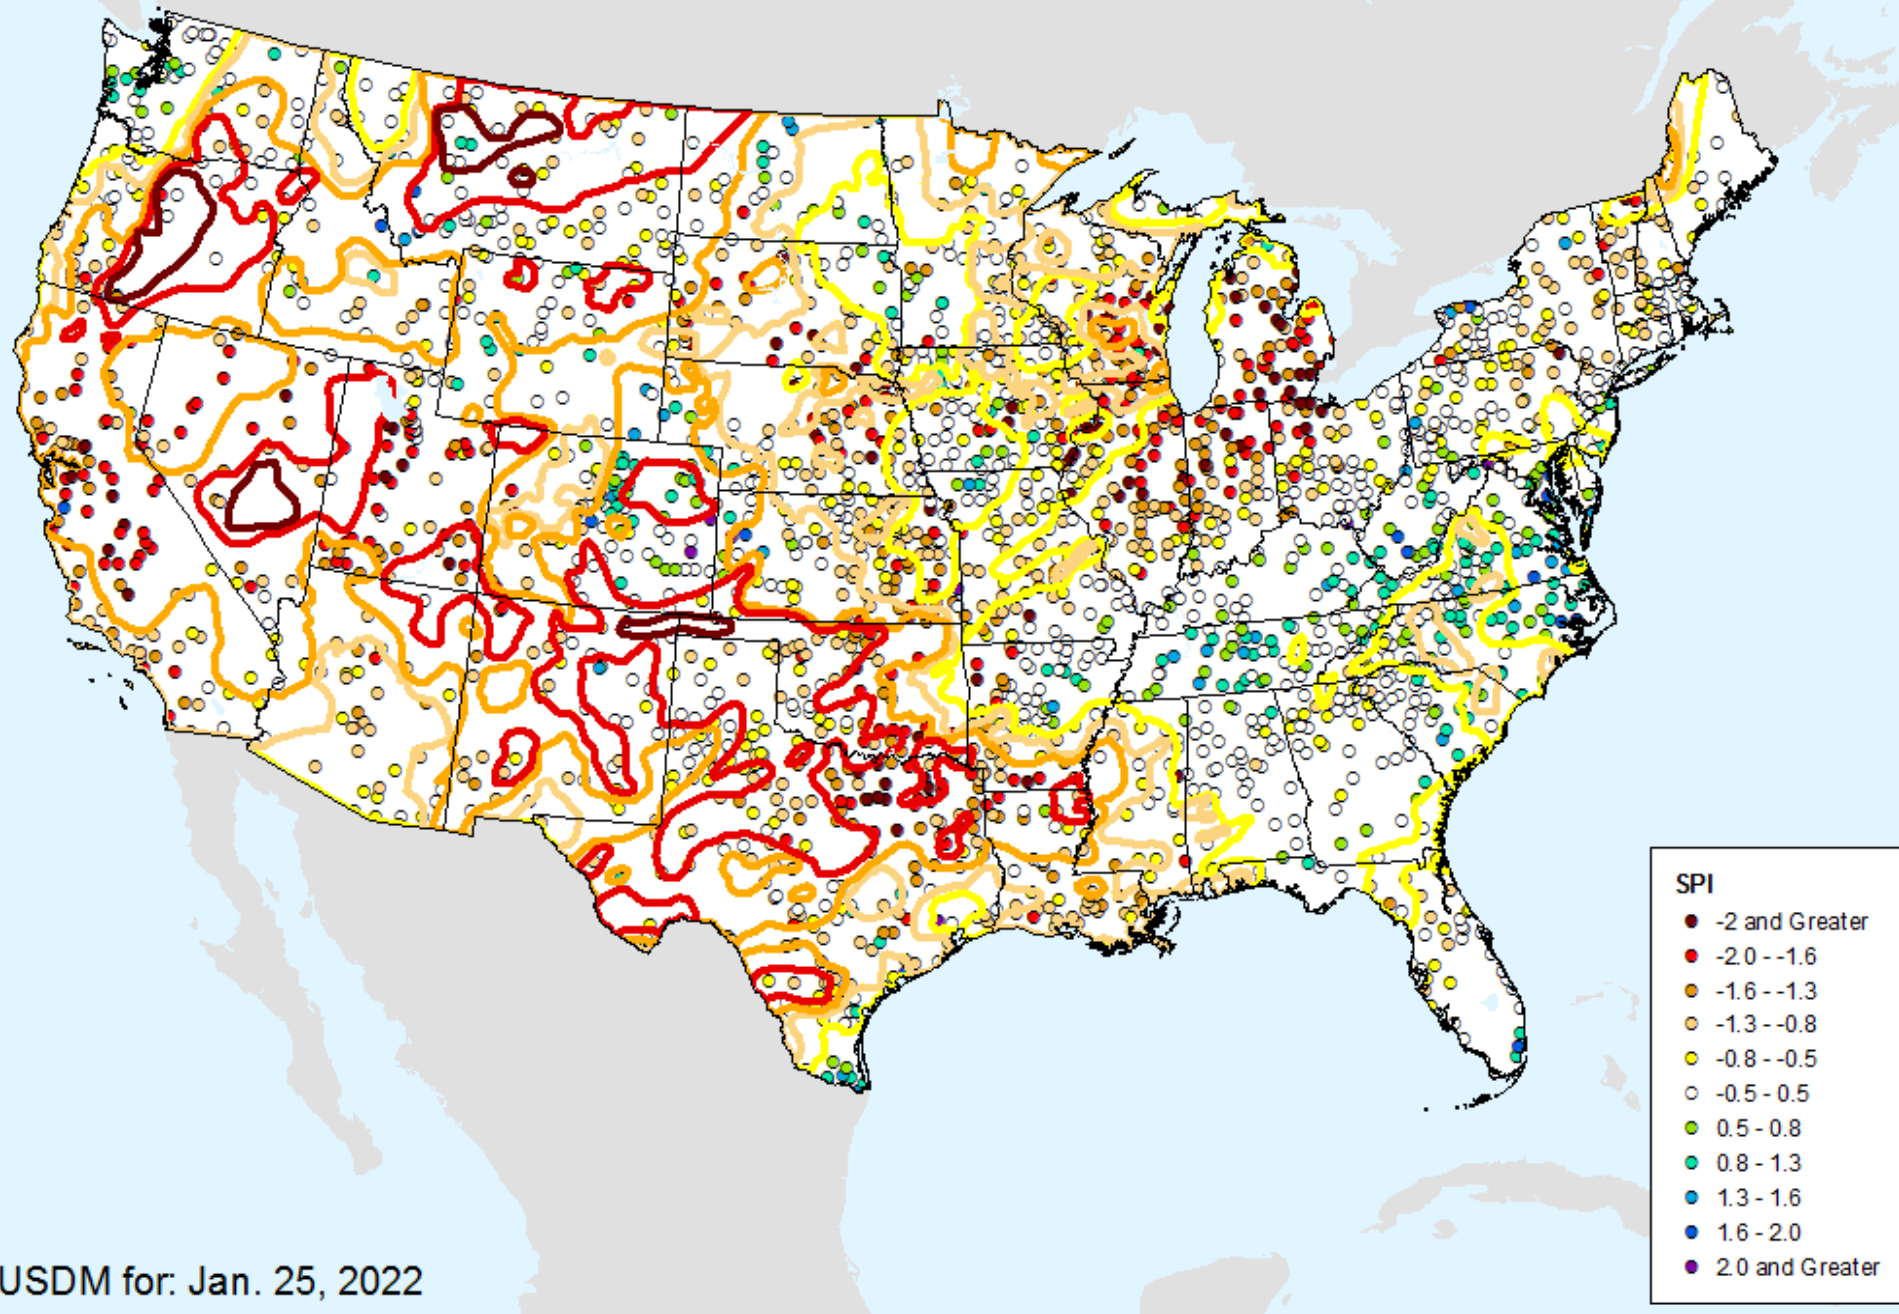 SPI
-2 and Greater
-2.0 - -1.6
-1.6 - -1.3
-1.3 - -0.8
-0.8 - -0.5
-0.5 - 0.5
0.5 - 0.8
0.8 - 1.3
1.3 - 1.6
1.6 - 2.0
2.0 and Greater
USDM for: Jan. 25, 2022